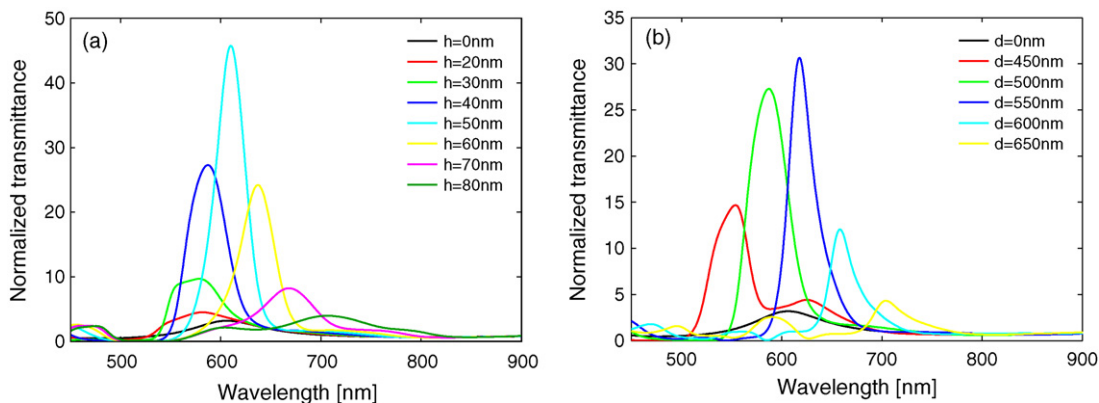 (a)
Normalized transmittance
50
40
30
20
10
0
500
600
700
800
900
Wavelength [nm]
h=0nm
h=20nm
h=30nm
h=40nm
h=50nm
h=60nm
h=70nm
h=80nm
(b)
Normalized transmittance
35
30
25
20
15
10
5
0
500
600
700
800
900
Wavelength [nm]
d=0nm
d=450nm
d=500nm
d=550nm
d=600nm
d=650nm